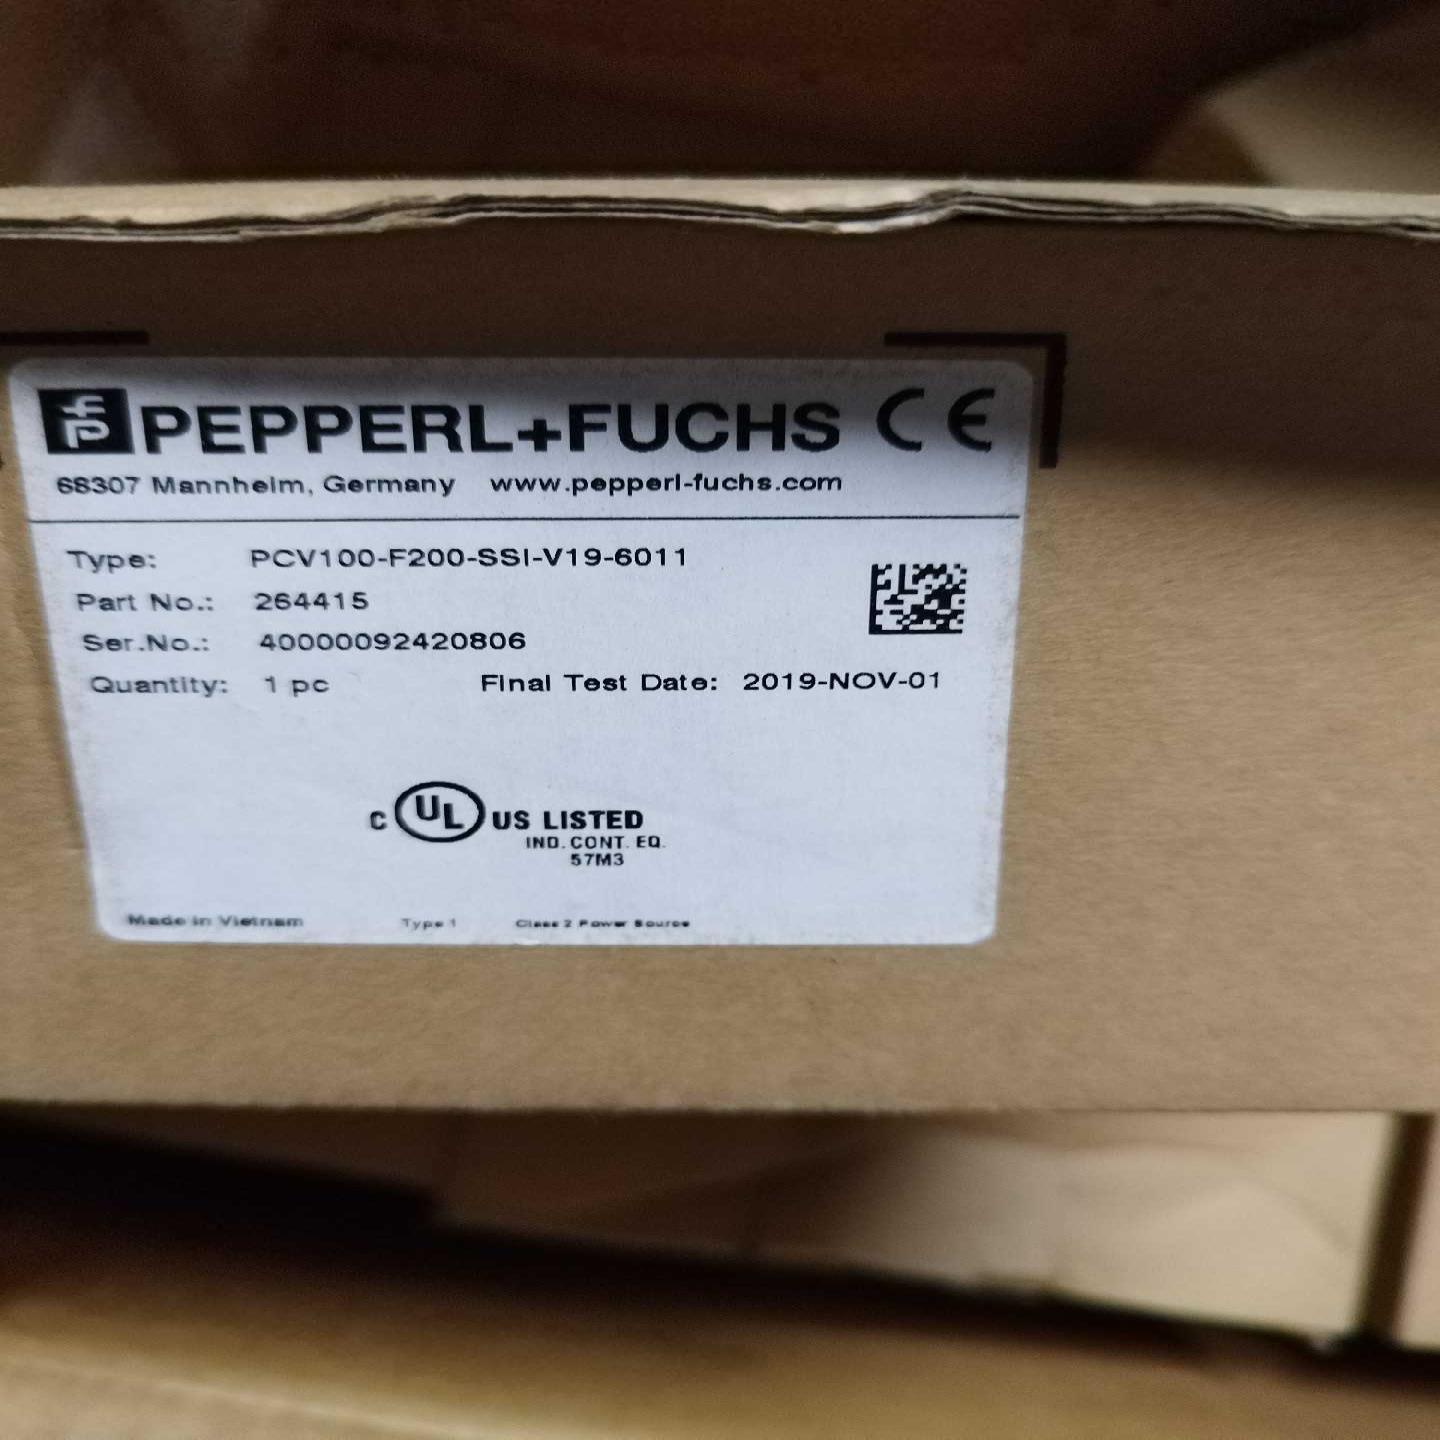 PEPPERL+FUCHS CE
68307 Mannheim, Germany www.pepperl-fuchs.com
Type: PCV100-F200-SSI-V19-6011
Part No.: 264415
Ser.No.: 40000092420806
Quantity: 1 pc Final Test Date: 2019-NOV-01
C UL US LISTED
IND. CONT. EQ.
57M3
Made in Vietnam Type 1 Class 2 Power Source